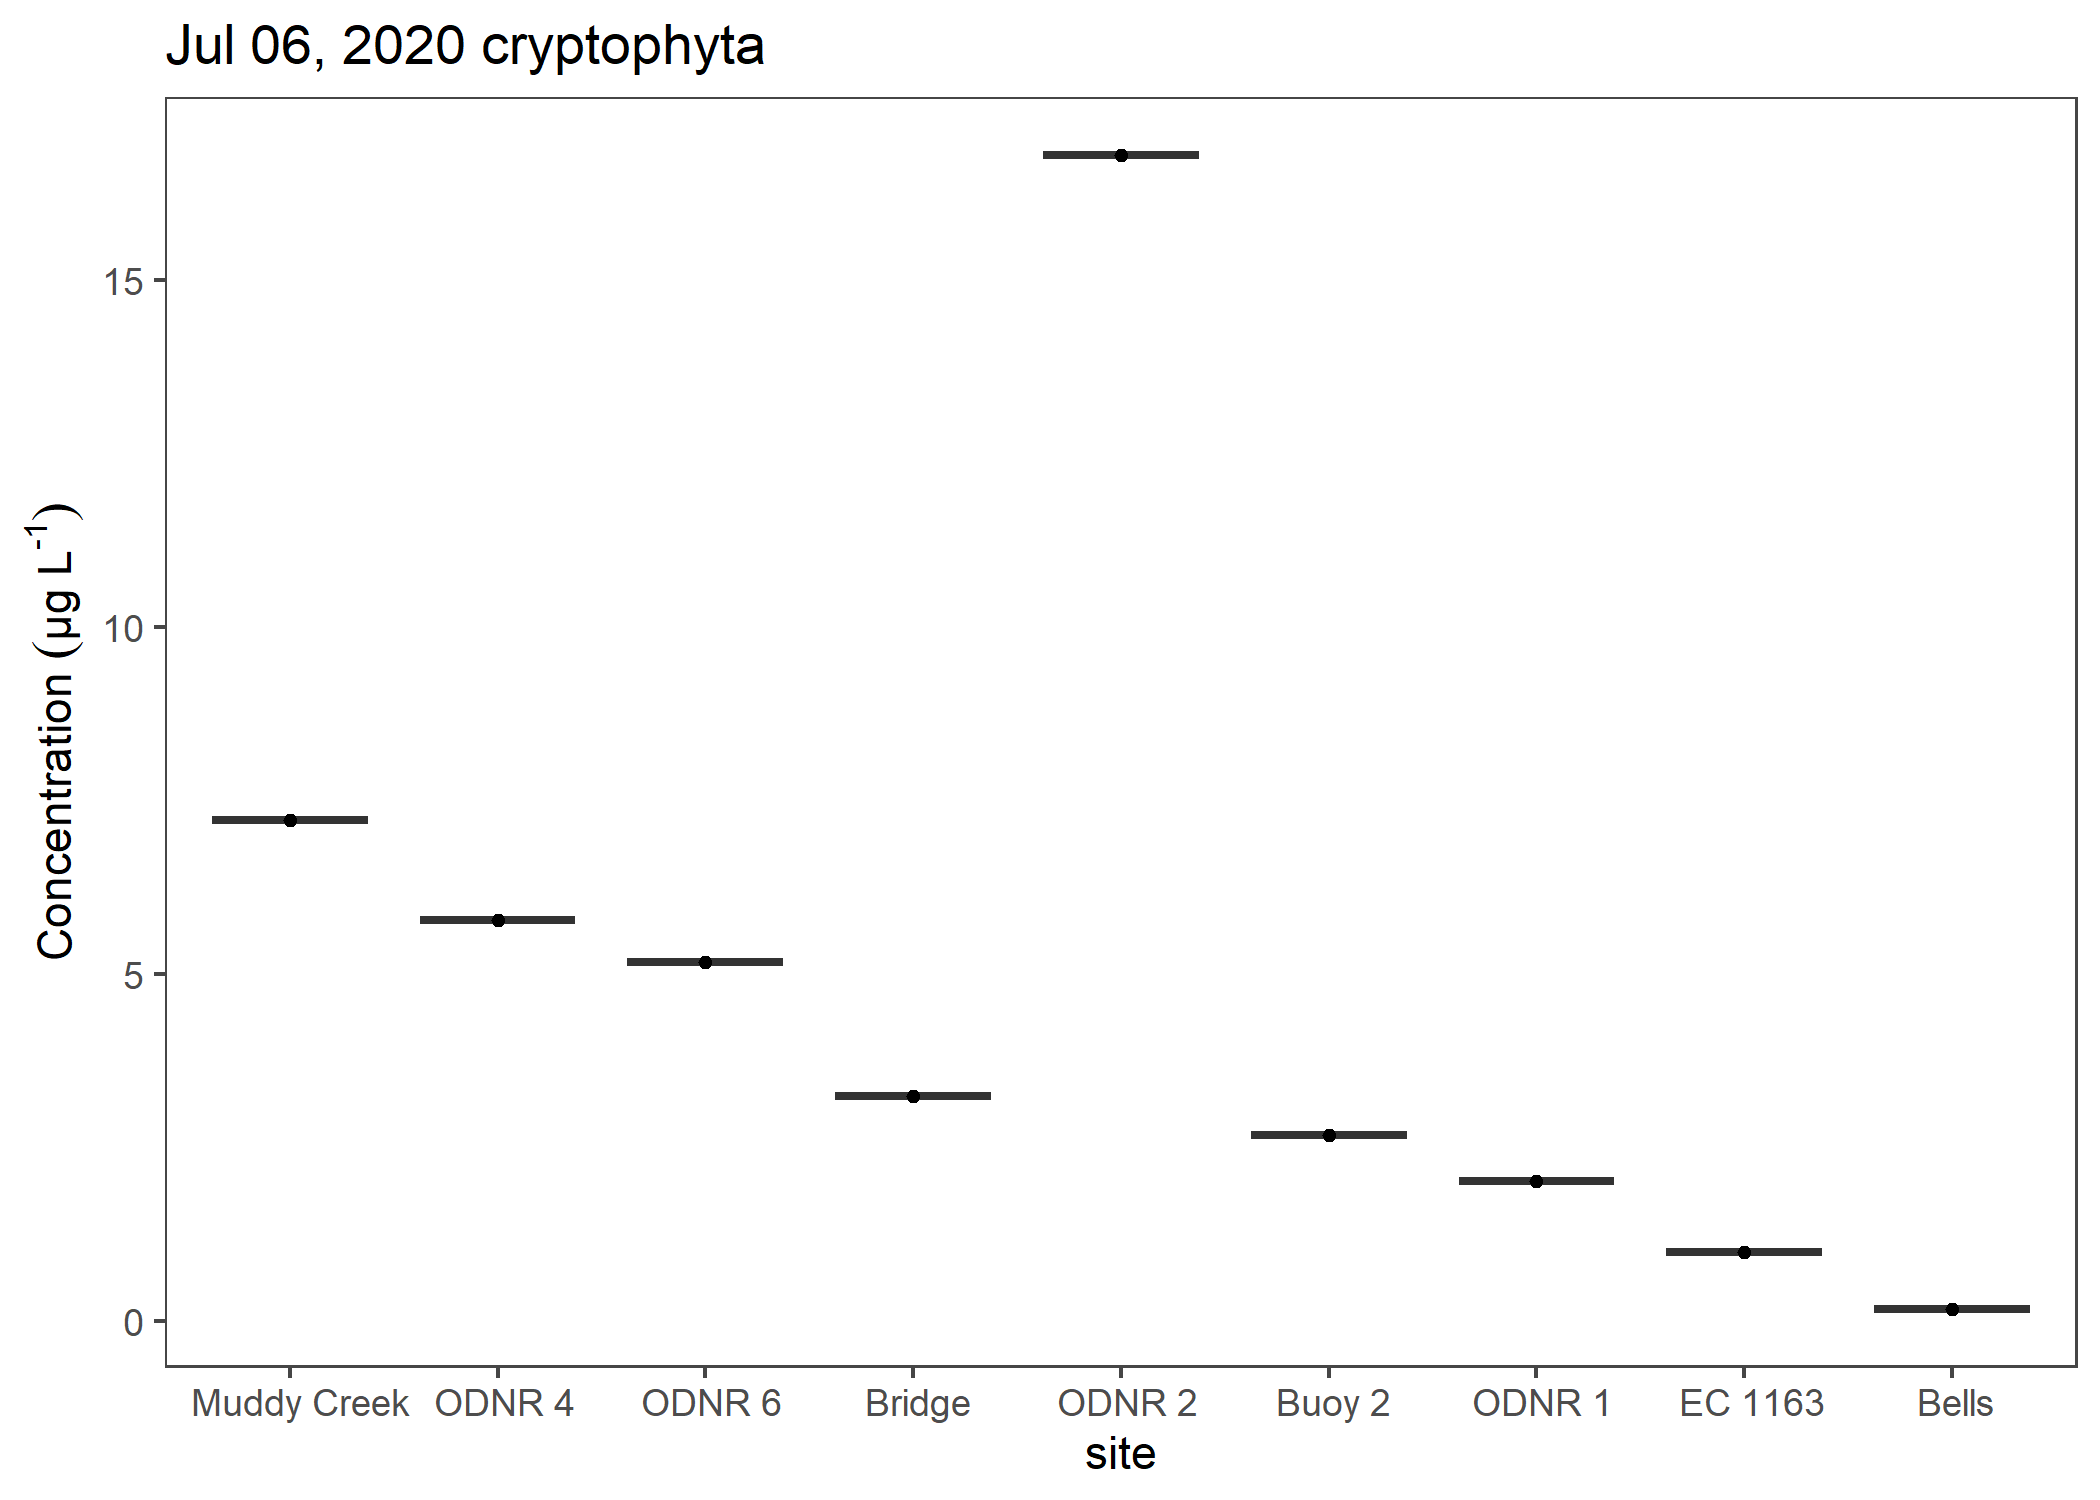 Jul 06, 2020 cryptophyta
Concentration (µg L⁻¹)
15
10
5
0
Muddy Creek ODNR 4 ODNR 6 Bridge ODNR 2 Buoy 2 ODNR 1 EC 1163 Bells
site